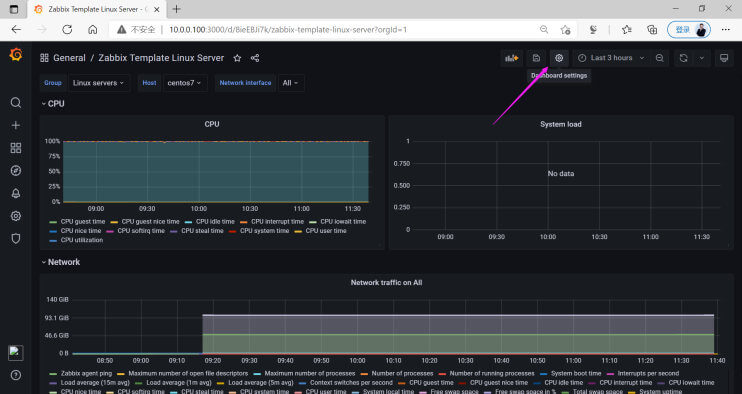 Zabbix Template Linux Server - G
不安全
10.0.0.100:3000/d/8ieEBJi7k/zabbix-template-linux-server?orgId=1
登录
General / Zabbix Template Linux Server
Last 3 hours
Dashboard settings
Group Linux servers Host centos7 Network interface All
CPU
CPU
100%
75%
50%
25%
0%
09:00 09:30 10:00 10:30 11:00 11:30
CPU guest time CPU guest nice time CPU idle time CPU interrupt time CPU iowait time
CPU nice time CPU softirq time CPU steal time CPU system time CPU user time
CPU utilization
System load
1
0.750
0.500
0.250
0
No data
09:00 09:30 10:00 10:30 11:00 11:30
Network
Network traffic on All
140 GiB
93.1 GiB
46.6 GiB
0 B
08:50 09:00 09:10 09:20 09:30 09:40 09:50 10:00 10:10 10:20 10:30 10:40 10:50 11:00 11:10 11:20 11:30 11:40
Zabbix agent ping Maximum number of open file descriptors Maximum number of processes Number of processes Number of running processes System boot time Interrupts per second
Load average (15m avg) Load average (1m avg) Load average (5m avg) Context switches per second CPU guest time CPU guest nice time CPU idle time CPU interrupt time CPU iowait time
CPU nice time CPU softirq time CPU steal time CPU system time CPU user time System local time Free swap space Free swap space in % Total swap space System uptime